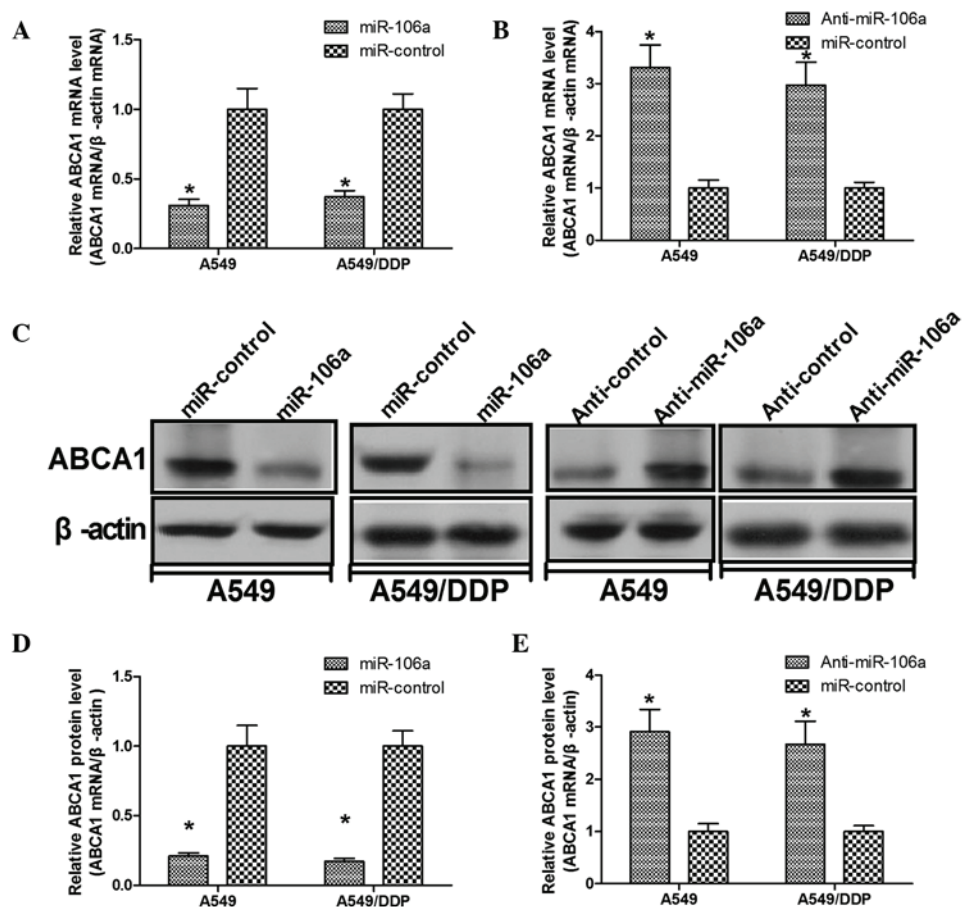 A
Relative ABCA1 mRNA level
(ABCA1 mRNA/β -actin mRNA)
1.5
1.0
0.5
0.0
miR-106a
miR-control
*
*
A549
A549/DDP
B
Relative ABCA1 mRNA level
(ABCA1 mRNA/β -actin mRNA)
4
3
2
1
0
Anti-miR-106a
miR-control
*
*
A549
A549/DDP
C
miR-control
miR-106a
miR-control
miR-106a
Anti-control
Anti-miR-106a
Anti-control
Anti-miR-106a
ABCA1
β -actin
A549
A549/DDP
A549
A549/DDP
D
Relative ABCA1 protein level
(ABCA1 mRNA/β -actin )
1.5
1.0
0.5
0.0
miR-106a
miR-control
*
*
A549
A549/DDP
E
Relative ABCA1 protein level
(ABCA1 mRNA/β -actin)
4
3
2
1
0
Anti-miR-106a
miR-control
*
*
A549
A549/DDP